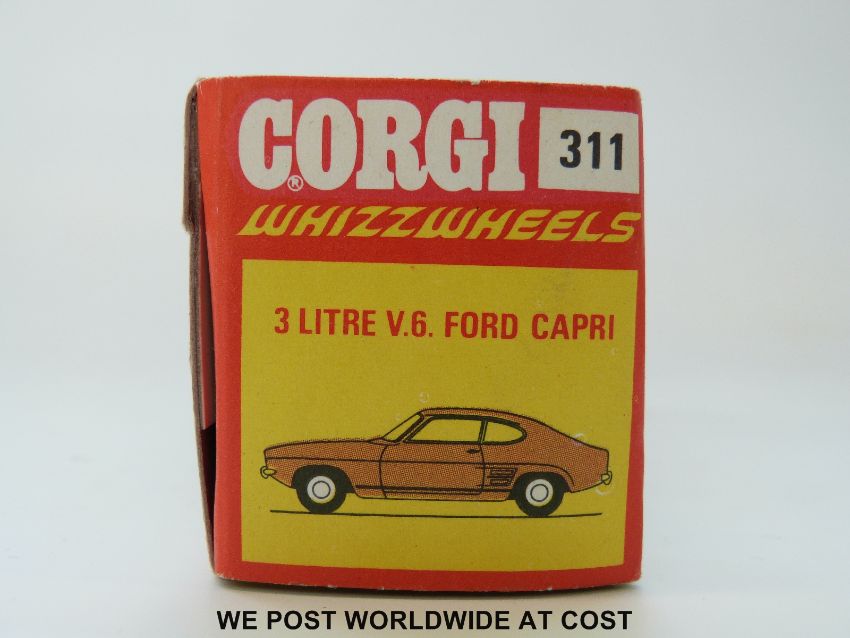 CORGI® 311
WHIZZWHEELS
3 LITRE V.6. FORD CAPRI
WE POST WORLDWIDE AT COST